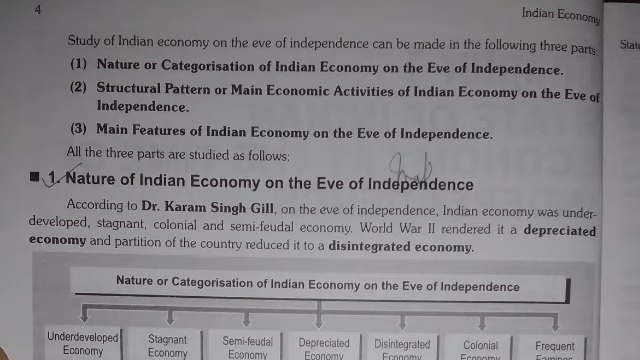 4
Indian Economy
Study of Indian economy on the eve of independence can be made in the following three parts:
(1) Nature or Categorisation of Indian Economy on the Eve of Independence.
(2) Structural Pattern or Main Economic Activities of Indian Economy on the Eve of
Independence.
(3) Main Features of Indian Economy on the Eve of Independence.
All the three parts are studied as follows:
■ 1. Nature of Indian Economy on the Eve of Independence
According to Dr. Karam Singh Gill, on the eve of independence, Indian economy was under-
developed, stagnant, colonial and semi-feudal economy. World War II rendered it a depreciated
economy and partition of the country reduced it to a disintegrated economy.
Nature or Categorisation of Indian Economy on the Eve of Independence
Underdeveloped
Economy
Stagnant
Economy
Semi-feudal
Economy
Depreciated
Economy
Disintegrated
Economy
Colonial
Economy
Frequent
Famines